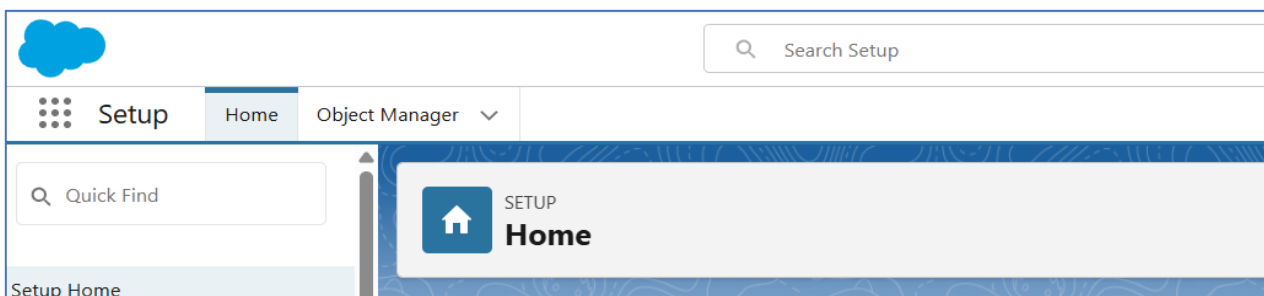 Search Setup
Setup Home Object Manager
Quick Find
SETUP
Home
Setup Home